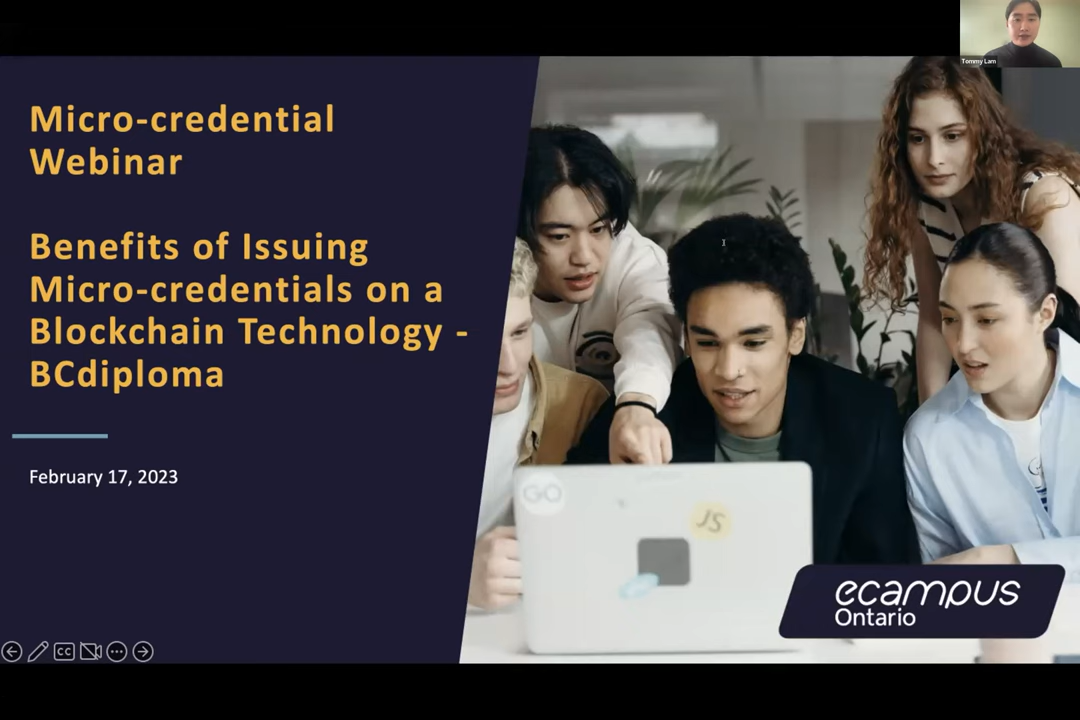 Tommy Lam
Micro-credential
Webinar
Benefits of Issuing
Micro-credentials on a
Blockchain Technology -
BCdiploma
February 17, 2023
GO
JS
ecampus
Ontario
CC